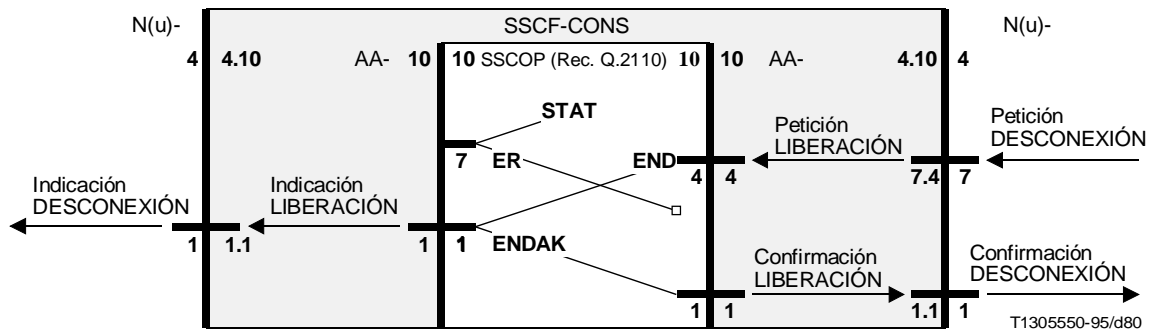 N(u)- SSCF-CONS N(u)-
4 4.10 AA- 10 10 SSCOP (Rec. Q.2110) 10 10 AA- 4.10 4
STAT
Petición
LIBERACIÓN
Petición
DESCONEXIÓN
7 ER END 4 4 7.4 7
Indicación
DESCONEXIÓN
Indicación
LIBERACIÓN
1 1.1 1 1 ENDAK
Confirmación
LIBERACIÓN
Confirmación
DESCONEXIÓN
1 1 1.1 1
T1305550-95/d80